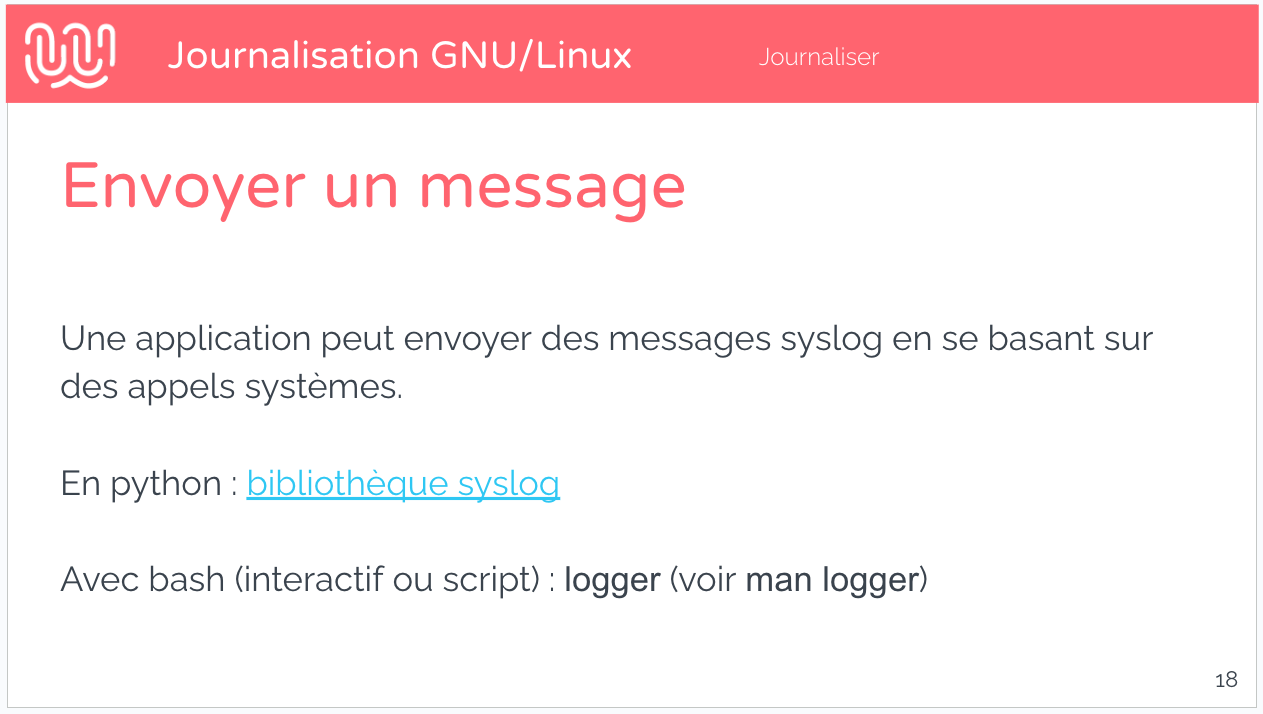 Journalisation GNU/Linux
Journaliser
Envoyer un message
Une application peut envoyer des messages syslog en se basant sur
des appels systèmes.
En python : bibliothèque syslog
Avec bash (interactif ou script) : logger (voir man logger)
18